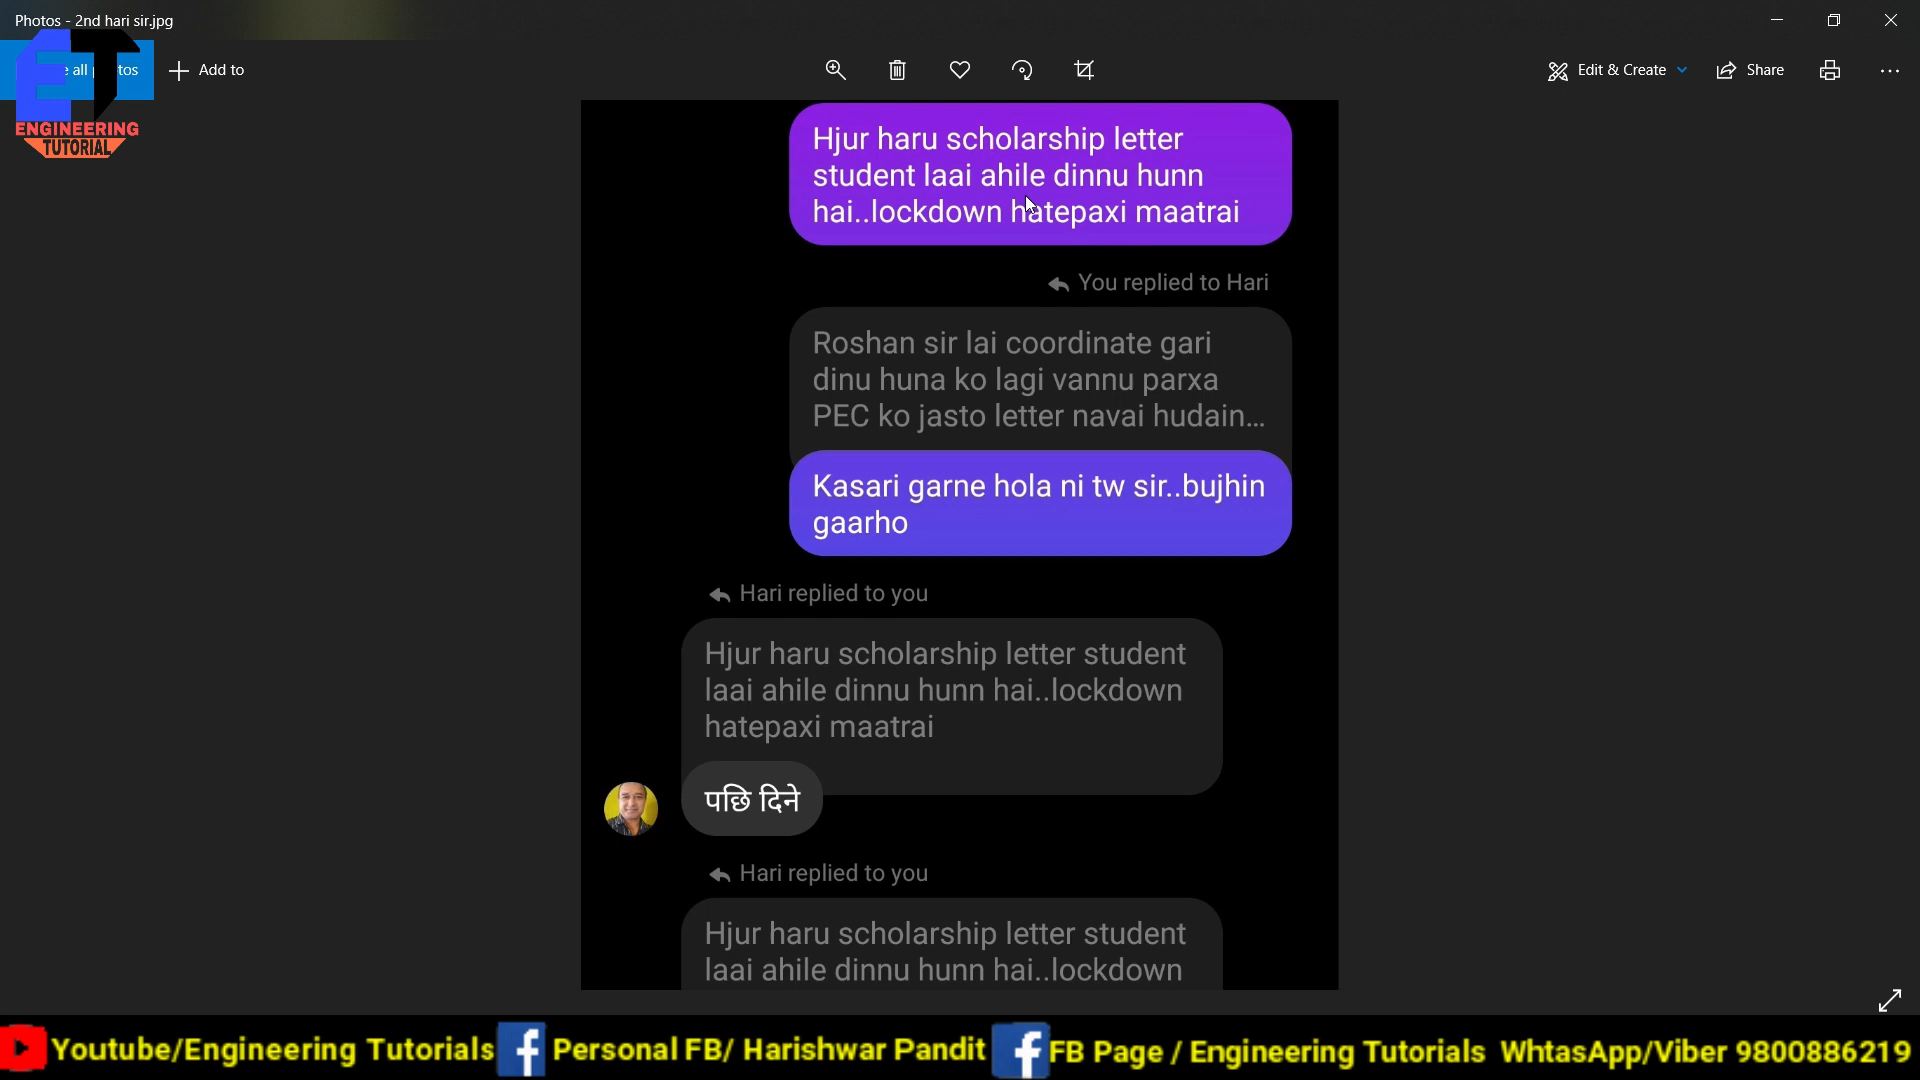 Photos - 2nd hari sir.jpg
Add to
Edit & Create
Share
ENGINEERING
TUTORIAL
Hjur haru scholarship letter
student laai ahile dinnu hunn
hai..lockdown hatepaxi maatrai
You replied to Hari
Roshan sir lai coordinate gari
dinu huna ko lagi vannu parxa
PEC ko jasto letter navai hudain...
Kasari garne hola ni tw sir..bujhin
gaarho
Hari replied to you
Hjur haru scholarship letter student
laai ahile dinnu hunn hai..lockdown
hatepaxi maatrai
पछि दिने
Hari replied to you
Hjur haru scholarship letter student
laai ahile dinnu hunn hai..lockdown
Youtube/Engineering Tutorials Personal FB/ Harishwar Pandit FB Page / Engineering Tutorials WhtasApp/Viber 9800886219